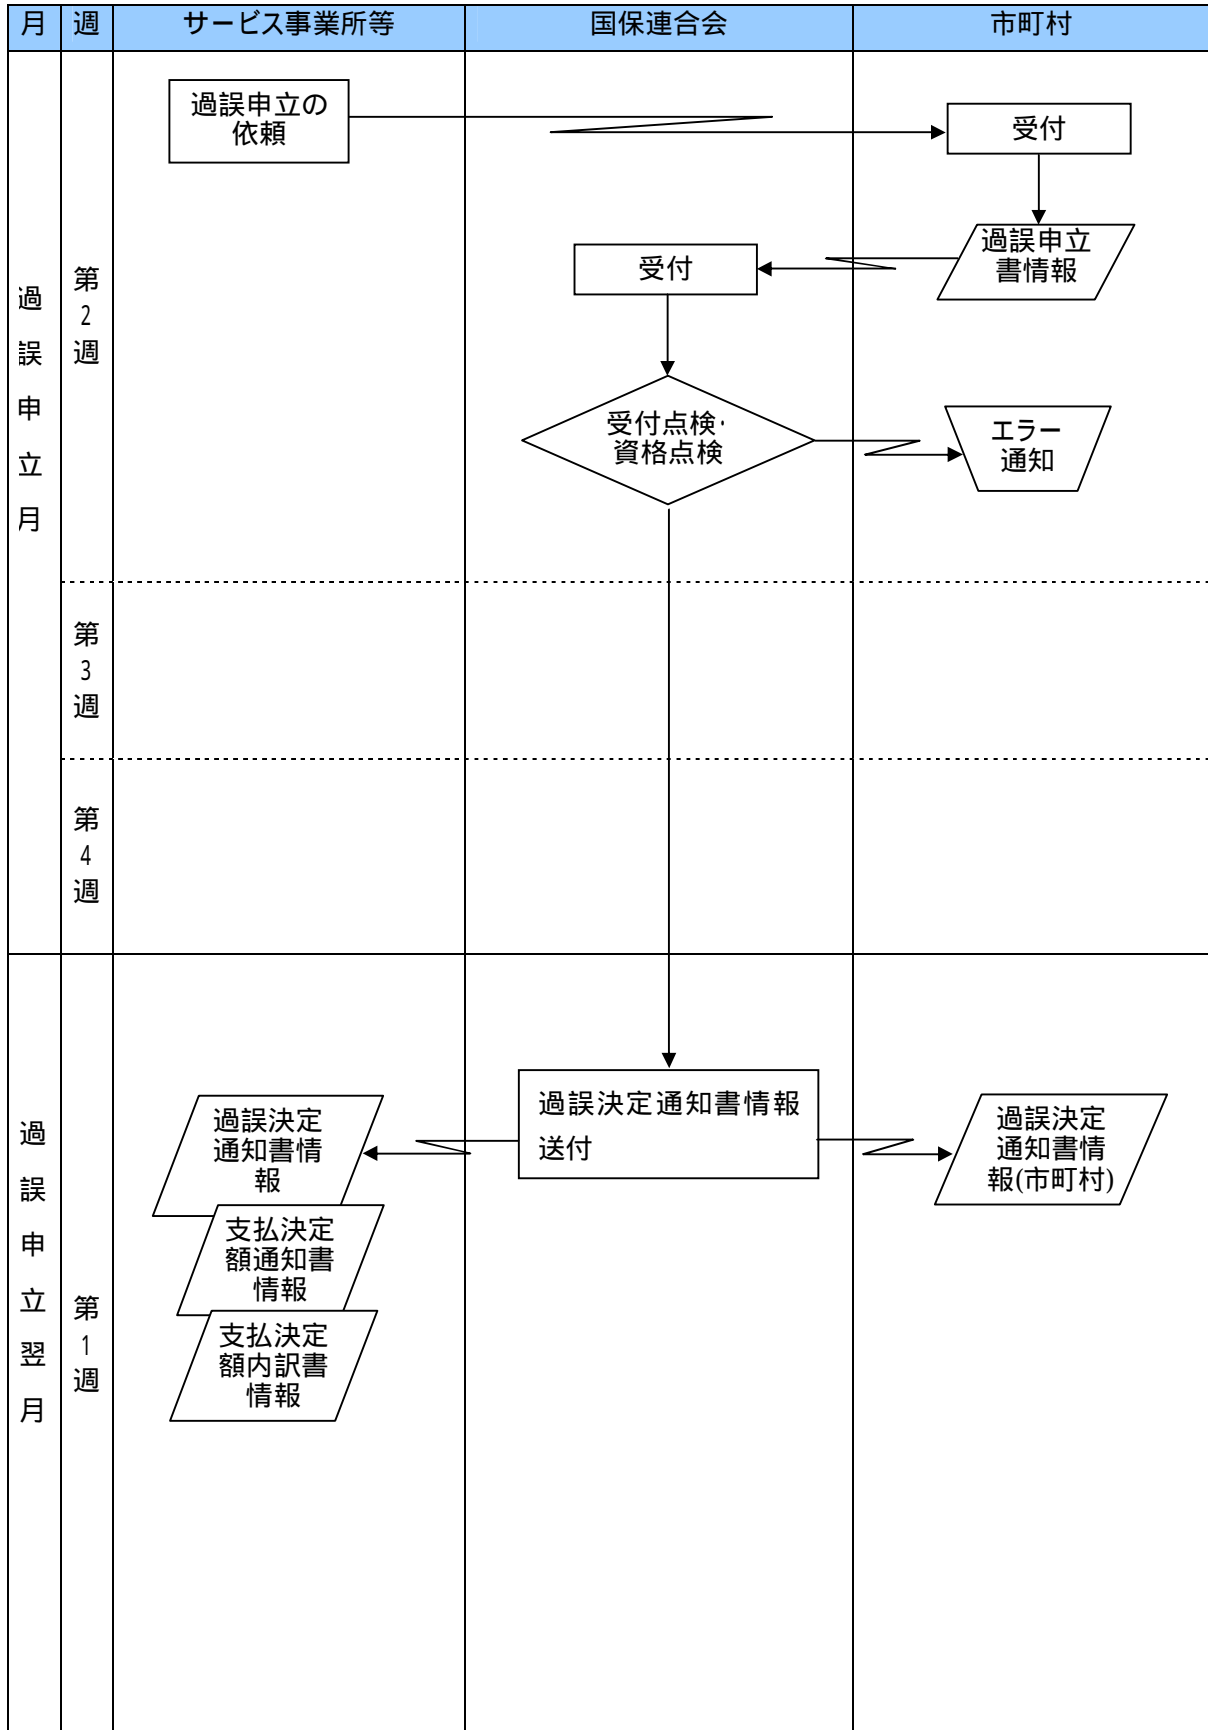 月 週 サービス事業所等 国保連合会 市町村
過誤申立月
第2週
過誤申立の
依頼
受付
過誤申立
書情報
受付
受付点検・
資格点検
エラー
通知
第3週
第4週
過誤申立翌月
第1週
過誤決定通知書情報
送付
過誤決定
通知書情
報
支払決定
額通知書
情報
支払決定
額内訳書
情報
過誤決定
通知書情
報(市町村)